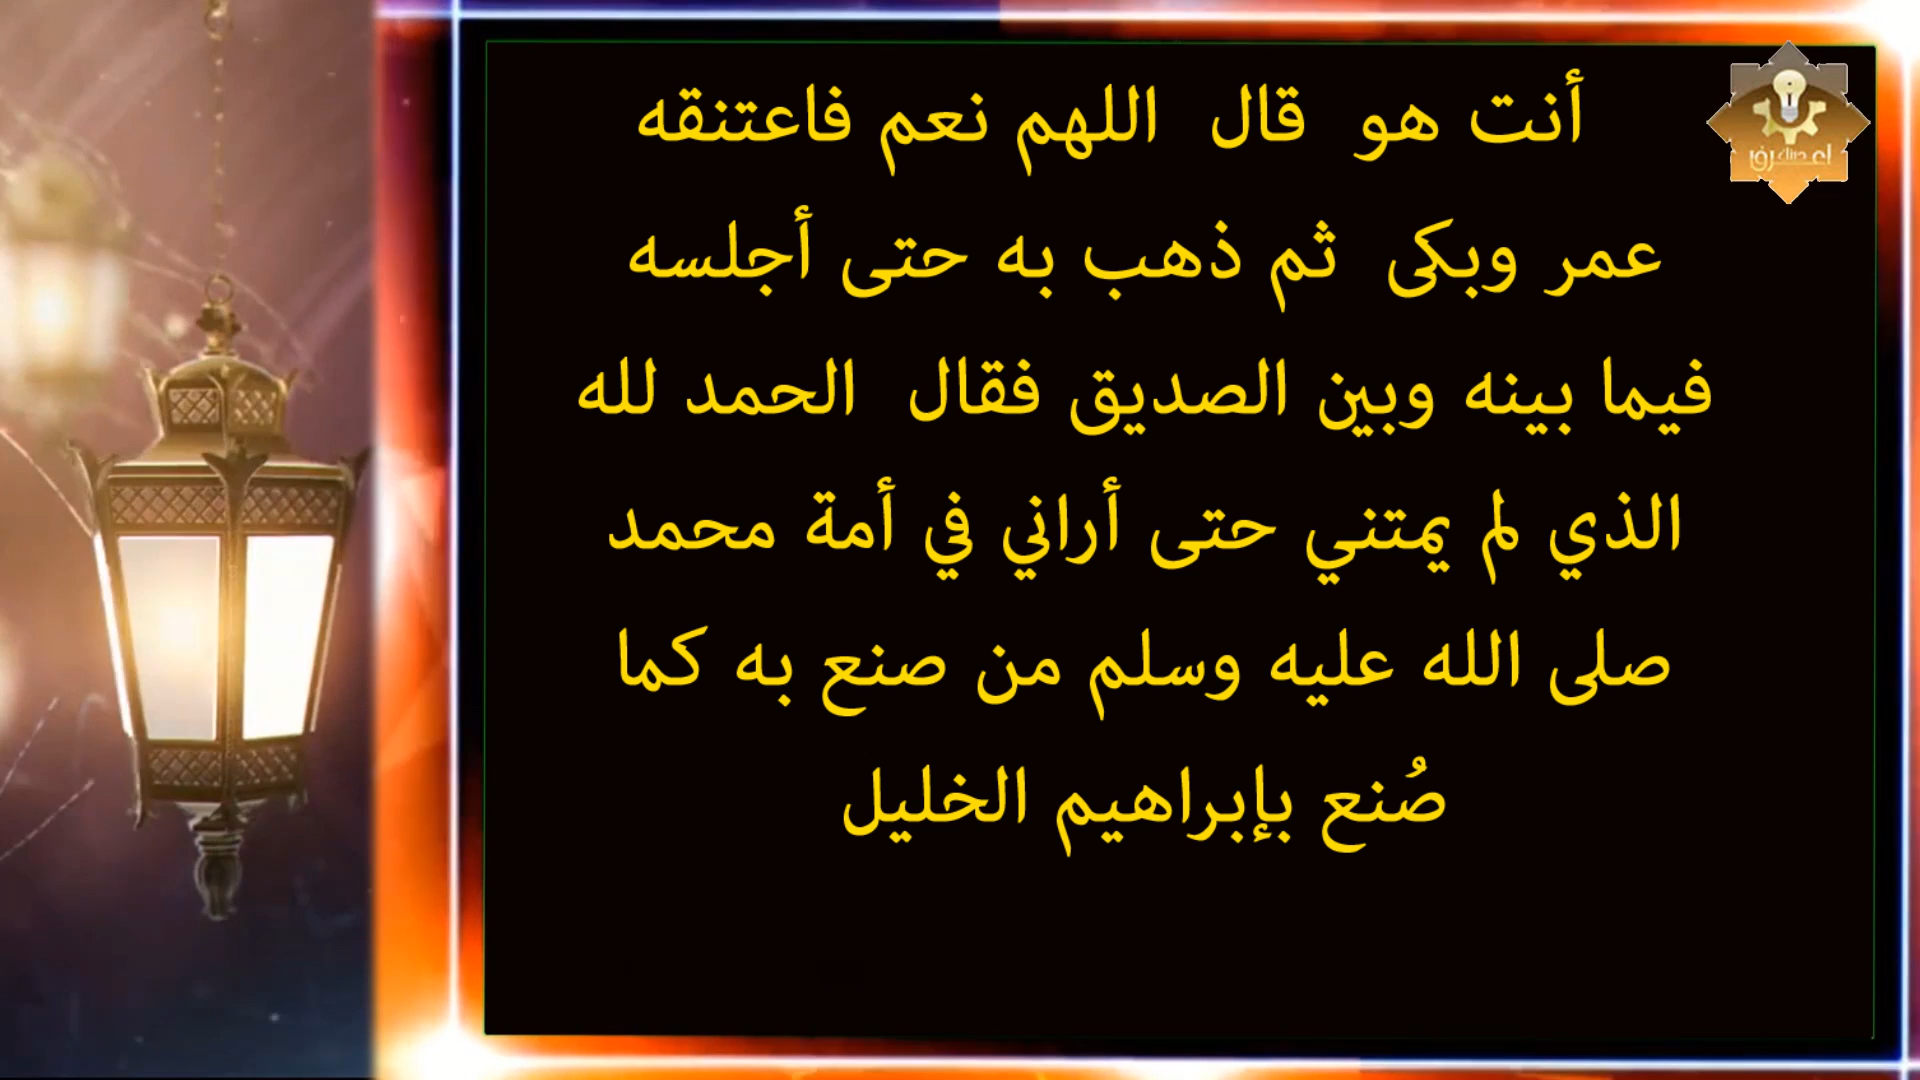 أنت هو قال اللهم نعم فاعتنقه
عمر وبكى ثم ذهب به حتى أجلسه
فيما بينه وبين الصديق فقال الحمد لله
الذي لم يمتني حتى أراني في أمة محمد
صلى الله عليه وسلم من صنع به كما
صُنع بإبراهيم الخليل